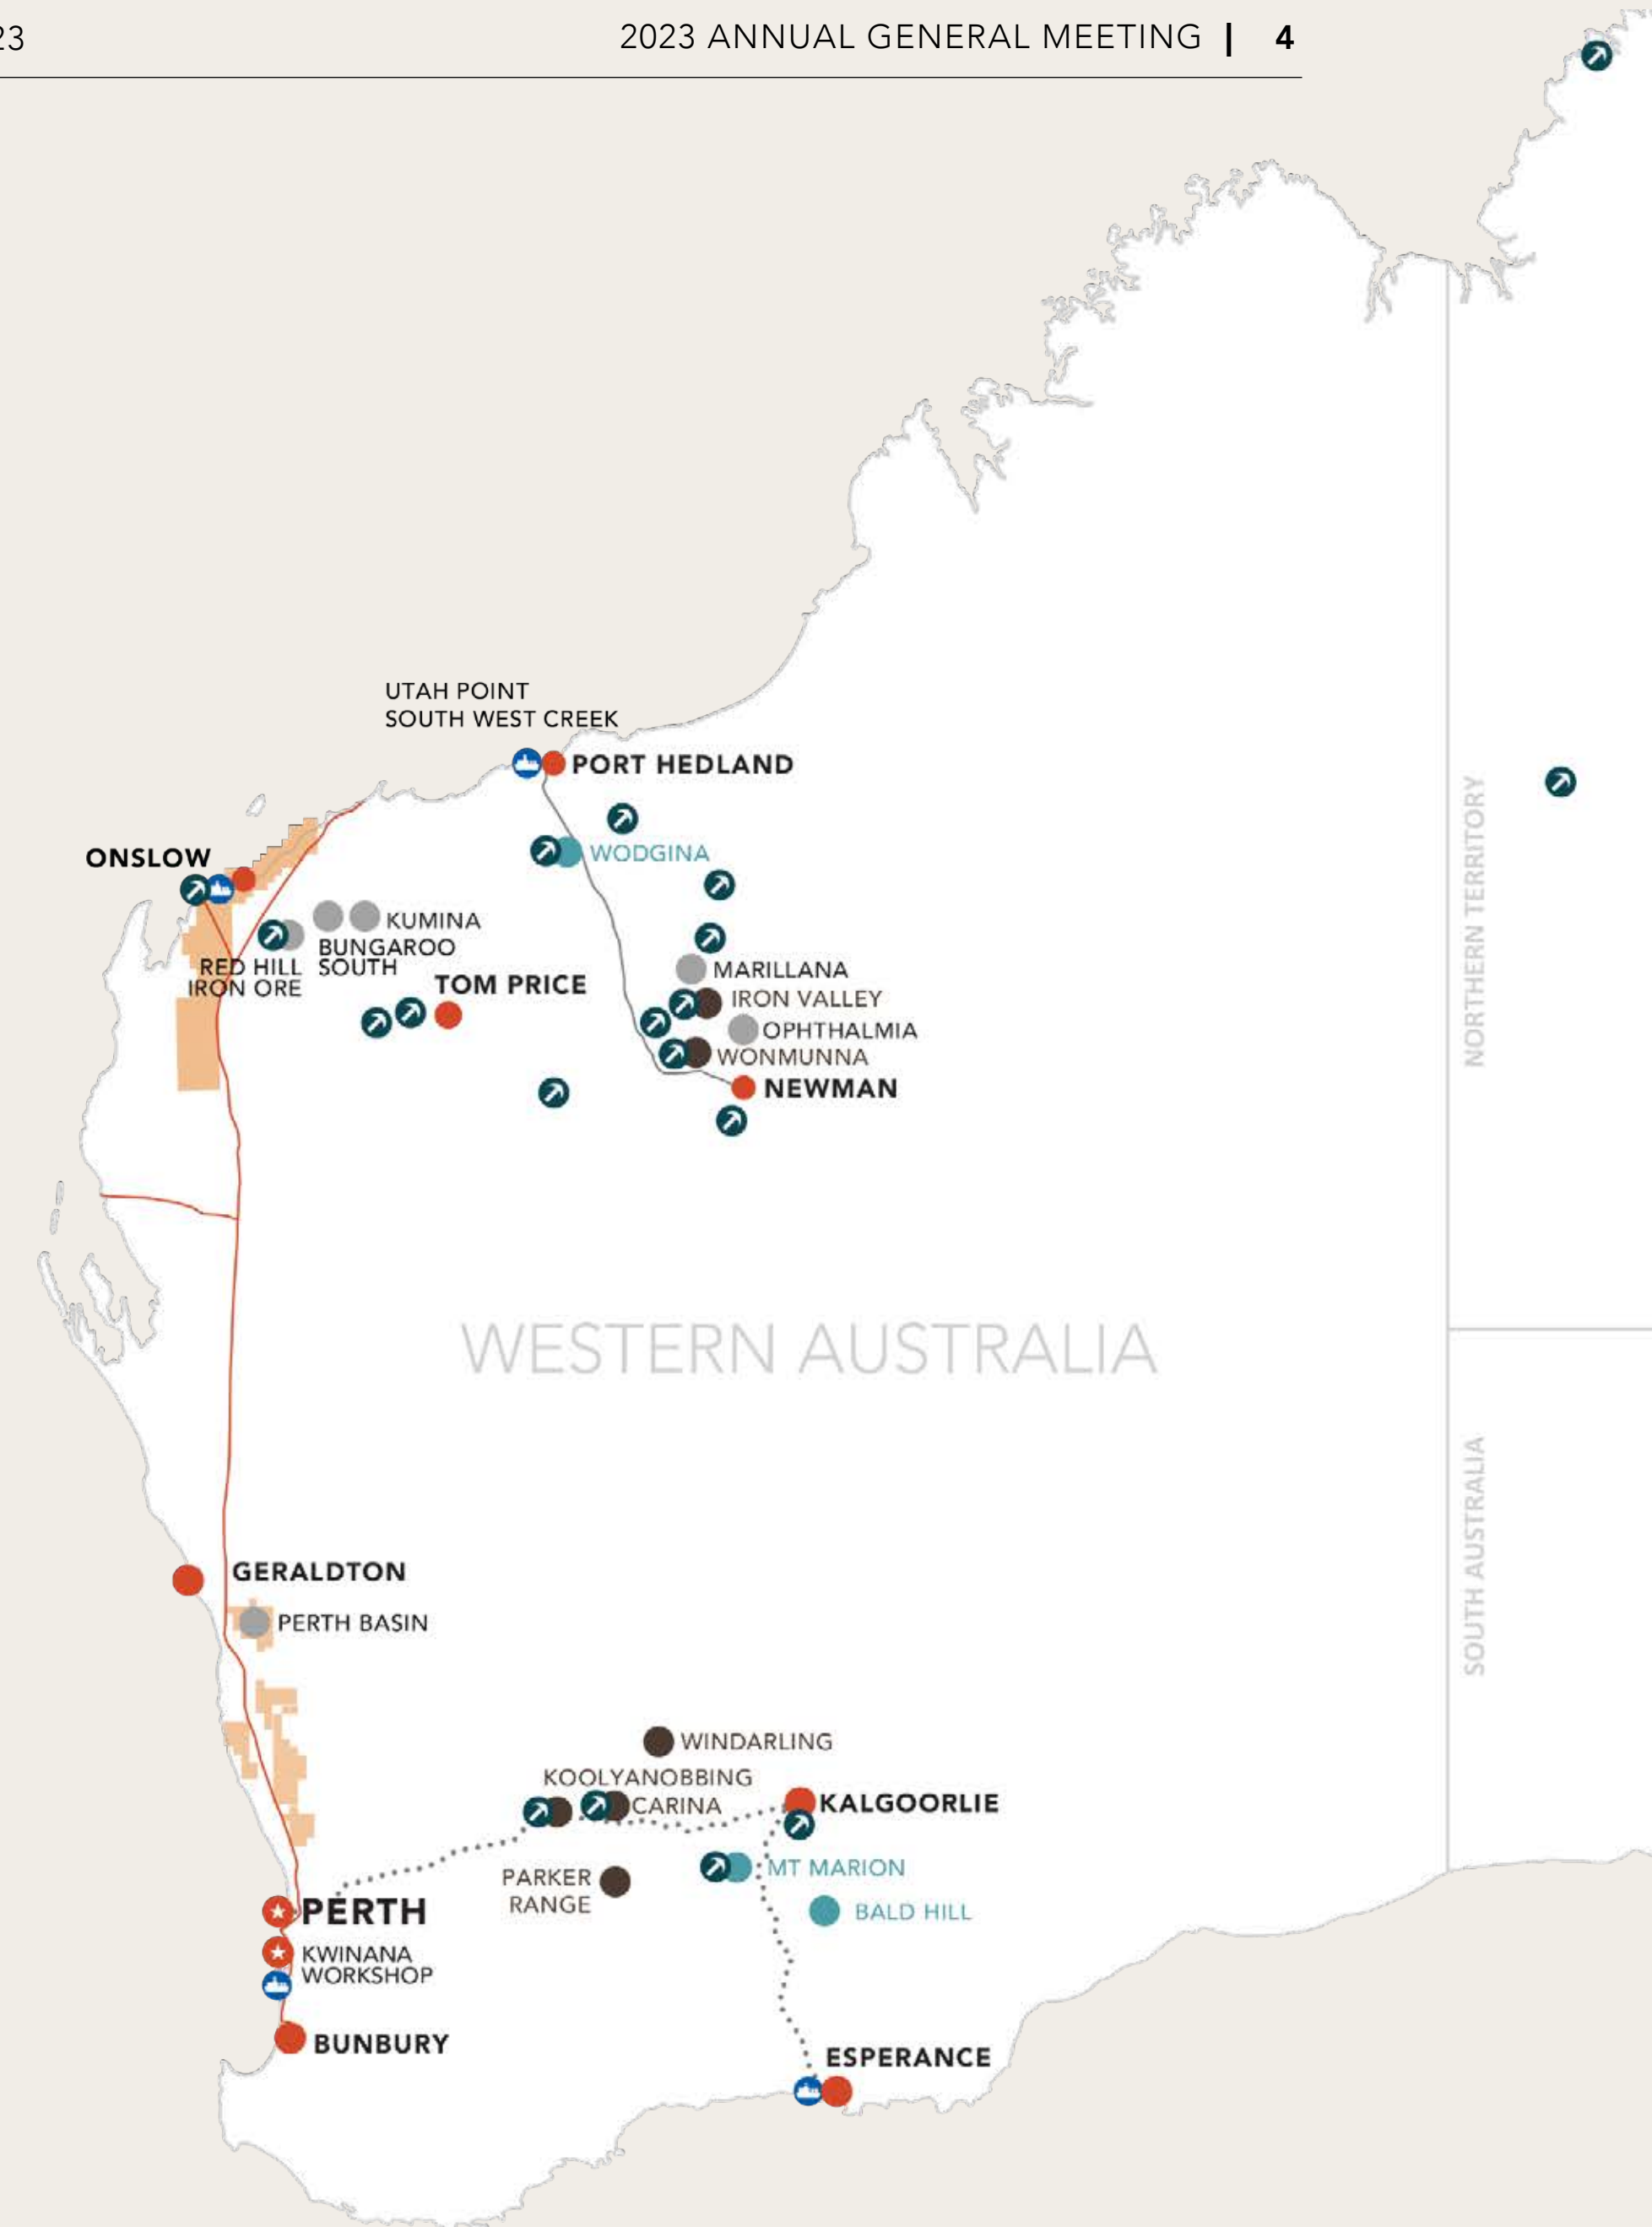 23
2023 ANNUAL GENERAL MEETING | 4
UTAH POINT
SOUTH WEST CREEK
PORT HEDLAND
WODGINA
ONSLOW
KUMINA
BUNGAROO
SOUTH
RED HILL
IRON ORE
TOM PRICE
MARILLANA
IRON VALLEY
OPHTHALMIA
WONMUNNA
NEWMAN
NORTHERN TERRITORY
WESTERN AUSTRALIA
SOUTH AUSTRALIA
GERALDTON
PERTH BASIN
WINDARLING
KOOLYANOBBING
CARINA
KALGOORLIE
MT MARION
PARKER
RANGE
BALD HILL
PERTH
KWINANA
WORKSHOP
BUNBURY
ESPERANCE